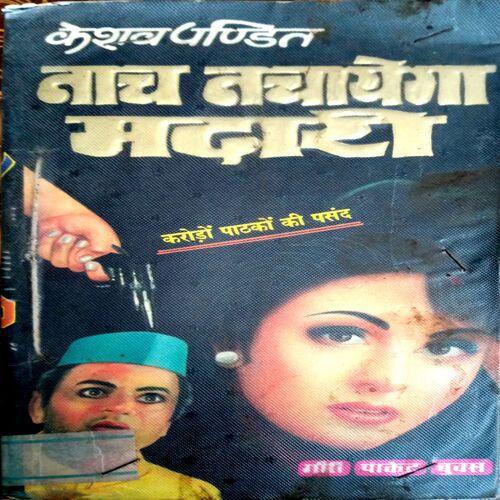 केशव पण्डित
नाच नचायेगा
मदारी
करोड़ों पाठकों की पसंद
गौरी पाकेट बुक्स